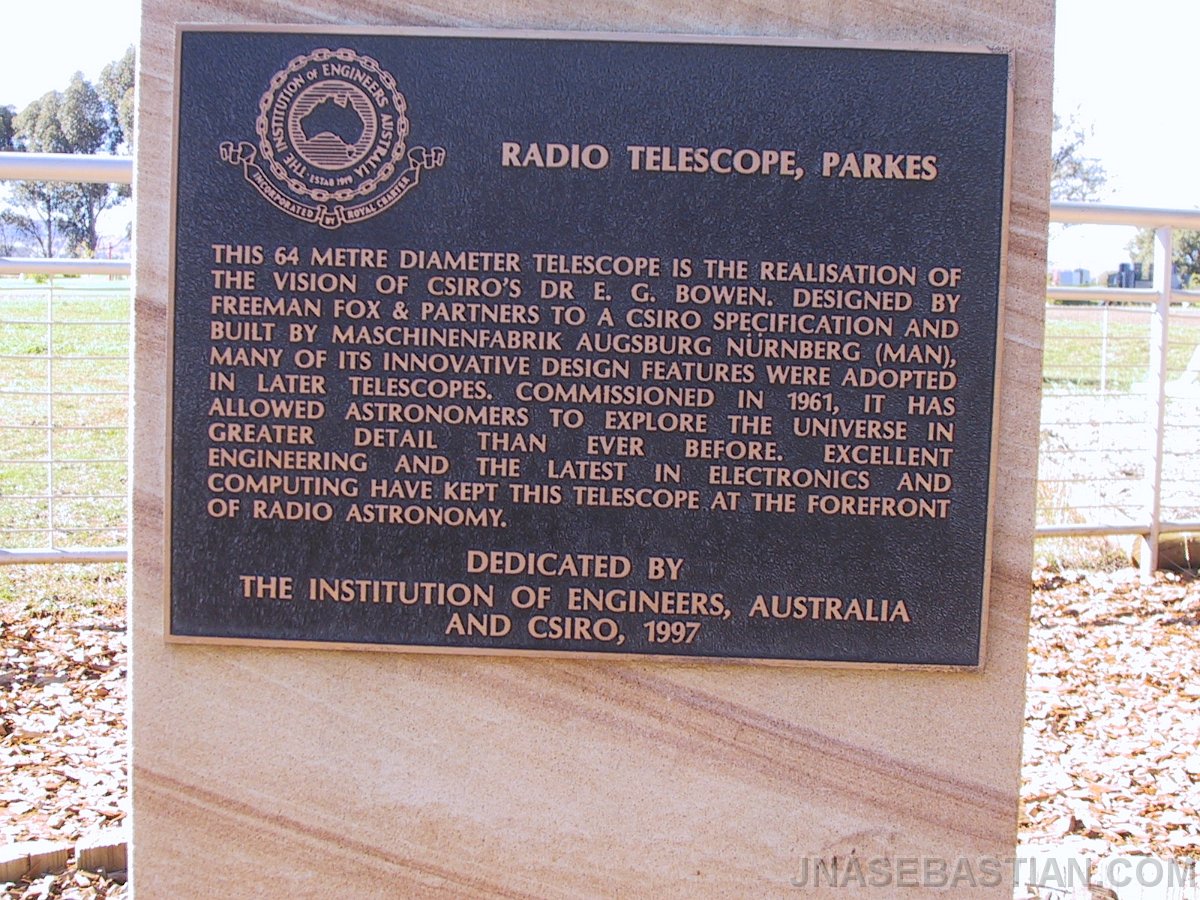 THE INSTITUTION OF ENGINEERS AUSTRALIA
ESTAB 1919
INCORPORATED BY ROYAL CHARTER
RADIO TELESCOPE, PARKES
THIS 64 METRE DIAMETER TELESCOPE IS THE REALISATION OF
THE VISION OF CSIRO'S DR E. G. BOWEN. DESIGNED BY
FREEMAN FOX & PARTNERS TO A CSIRO SPECIFICATION AND
BUILT BY MASCHINENFABRIK AUGSBURG NÜRNBERG (MAN),
MANY OF ITS INNOVATIVE DESIGN FEATURES WERE ADOPTED
IN LATER TELESCOPES. COMMISSIONED IN 1961, IT HAS
ALLOWED ASTRONOMERS TO EXPLORE THE UNIVERSE IN
GREATER DETAIL THAN EVER BEFORE. EXCELLENT
ENGINEERING AND THE LATEST IN ELECTRONICS AND
COMPUTING HAVE KEPT THIS TELESCOPE AT THE FOREFRONT
OF RADIO ASTRONOMY.
DEDICATED BY
THE INSTITUTION OF ENGINEERS, AUSTRALIA
AND CSIRO, 1997
JNASEBASTIAN.COM